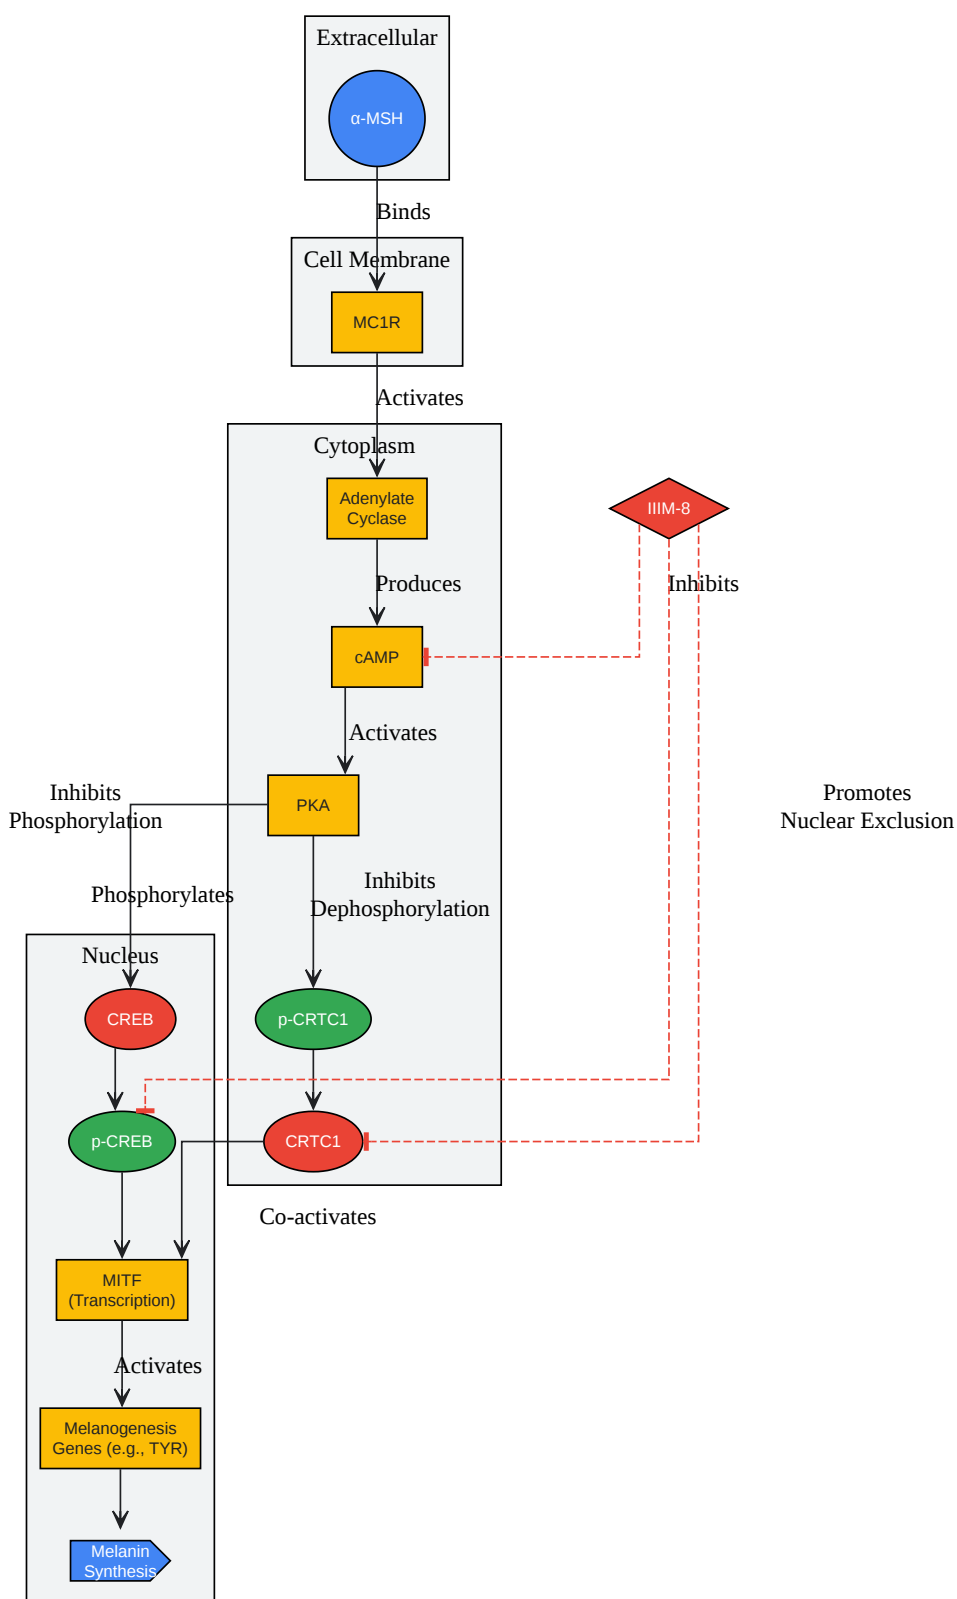 Extracellular
α-MSH
Binds
Cell Membrane
MC1R
Activates
Cytoplasm
Adenylate
Cyclase
IIIM-8
Produces
Inhibits
cAMP
Activates
Inhibits
Phosphorylation
PKA
Promotes
Nuclear Exclusion
Phosphorylates
Inhibits
Dephosphorylation
Nucleus
CREB
p-CRTC1
p-CREB
CRTC1
Co-activates
MITF
(Transcription)
Activates
Melanogenesis
Genes (e.g., TYR)
Melanin
Synthesis